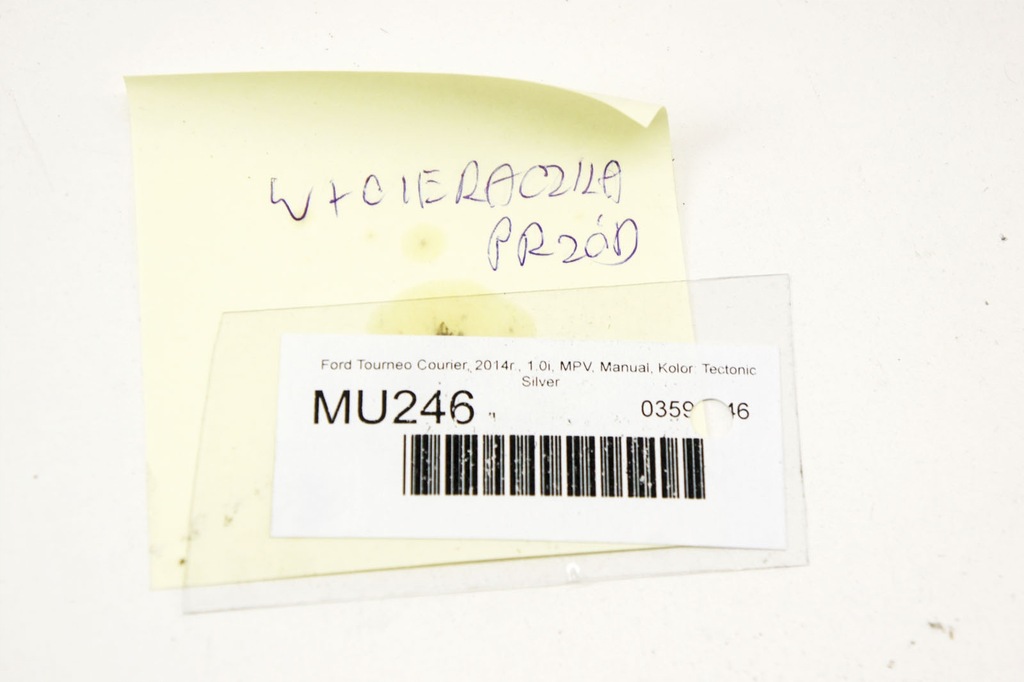 WYCIERACZKA
PRZÓD
Ford Tourneo Courier, 2014r., 1.0i, MPV, Manual, Kolor: Tectonic
Silver
MU246